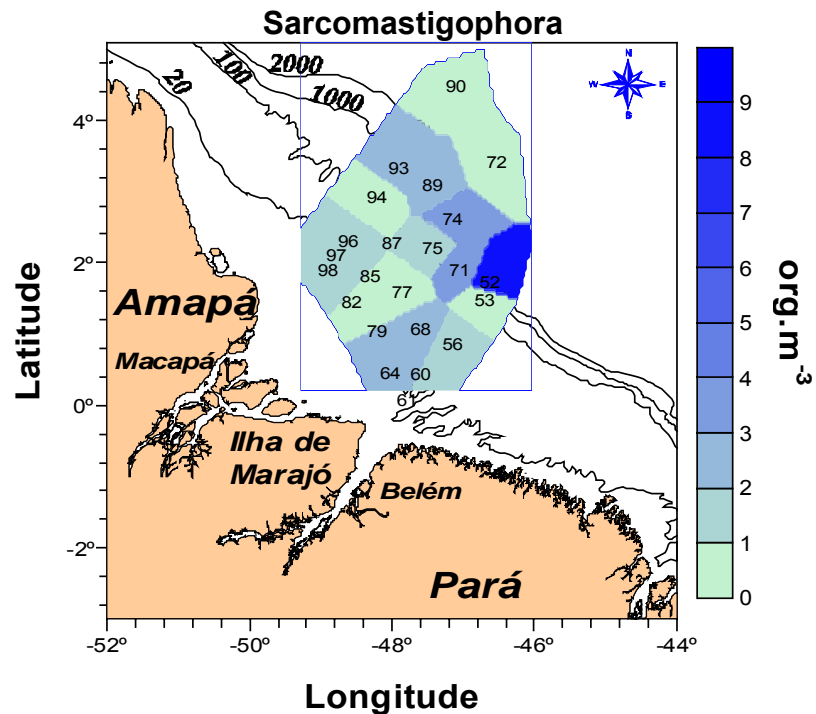 Sarcomastigophora
2000
100
1000
20
N
W E
S
90
72
93
89
94
74
96
87
75
97
98
85
71
52
77
53
82
79
68
56
64
60
61
Amapá
Macapá
Ilha de
Marajó
Belém
Pará
4º
2º
0º
-2º
-52º
-50º
-48º
-46º
-44º
Latitude
Longitude
9
8
7
6
5
4
3
2
1
0
org.m-3